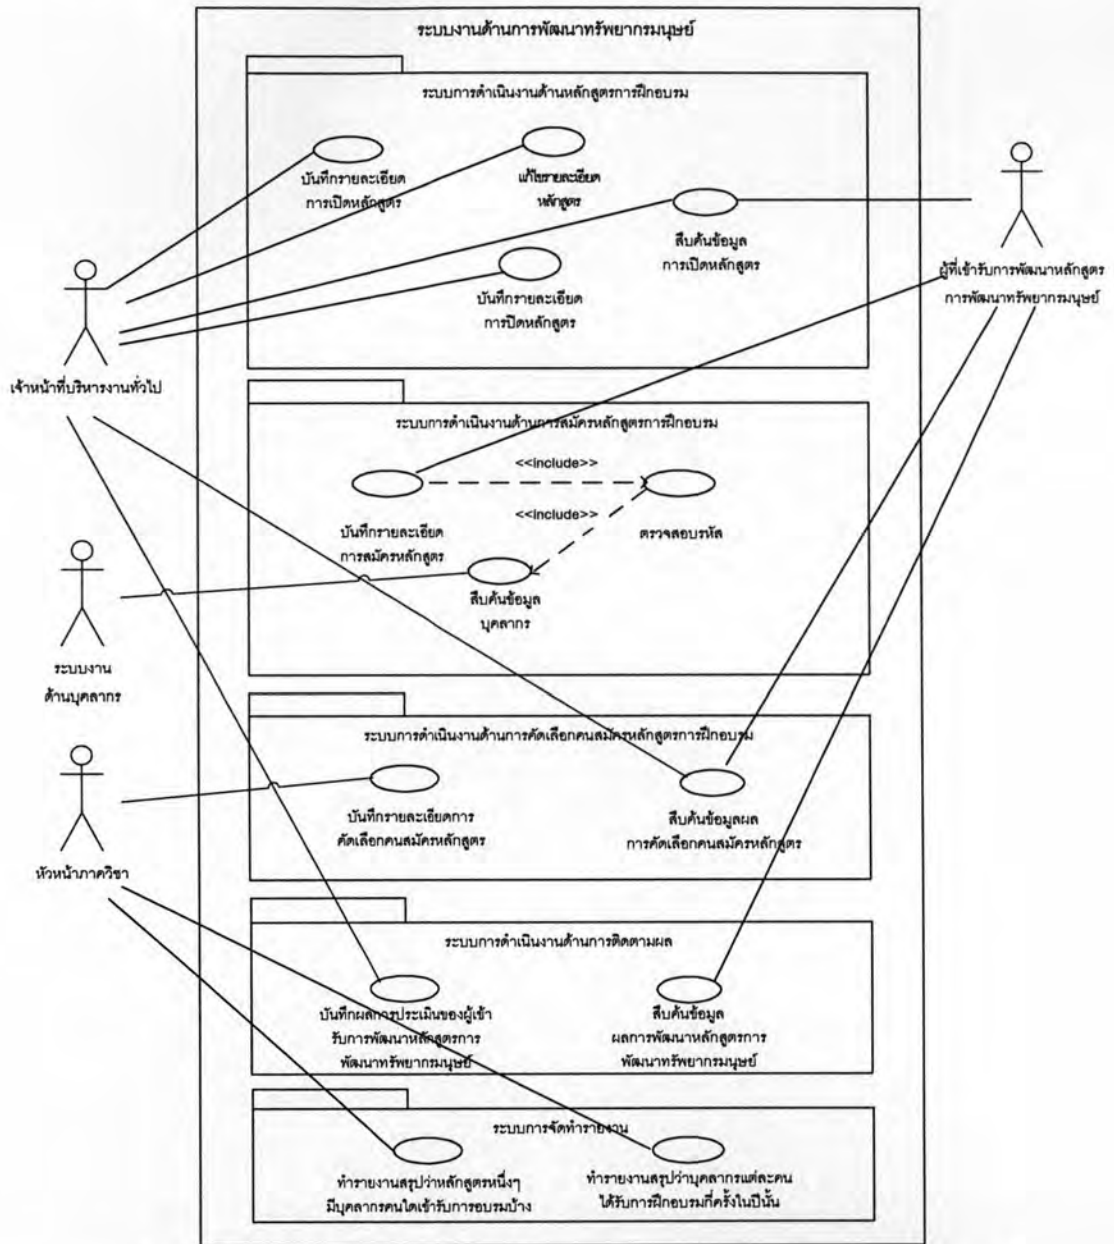 ระบบงานด้านการพัฒนาทรัพยากรมนุษย์
ระบบการดำเนินงานด้านหลักสูตรการฝึกอบรม
บันทึกรายละเอียด
การเปิดหลักสูตร
แก้ไขรายละเอียด
หลักสูตร
สืบค้นข้อมูล
การเปิดหลักสูตร
บันทึกรายละเอียด
การปิดหลักสูตร
ผู้ที่เข้ารับการพัฒนาหลักสูตร
การพัฒนาทรัพยากรมนุษย์
เจ้าหน้าที่บริหารงานทั่วไป
ระบบการดำเนินงานด้านการสมัครหลักสูตรการฝึกอบรม
<<include>>
<<include>>
บันทึกรายละเอียด
การสมัครหลักสูตร
ตรวจสอบรหัส
สืบค้นข้อมูล
บุคลากร
ระบบงาน
ด้านบุคลากร
ระบบการดำเนินงานด้านการคัดเลือกคนสมัครหลักสูตรการฝึกอบรม
บันทึกรายละเอียดการ
คัดเลือกคนสมัครหลักสูตร
สืบค้นข้อมูลผล
การคัดเลือกคนสมัครหลักสูตร
หัวหน้าภาควิชา
ระบบการดำเนินงานด้านการติดตามผล
บันทึกผลการประเมินของผู้เข้า
รับการพัฒนาหลักสูตรการ
พัฒนาทรัพยากรมนุษย์
สืบค้นข้อมูล
ผลการพัฒนาหลักสูตรการ
พัฒนาทรัพยากรมนุษย์
ระบบการจัดทำรายงาน
ทำรายงานสรุปว่าหลักสูตรหนึ่งๆ
มีบุคลากรคนใดเข้ารับการอบรมบ้าง
ทำรายงานสรุปว่าบุคลากรแต่ละคน
ได้รับการฝึกอบรมกี่ครั้งในปีนั้น